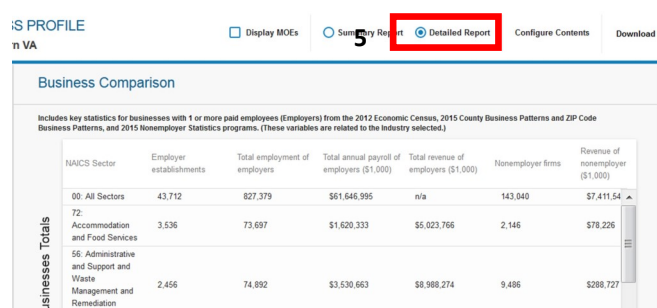 SS PROFILE
rn VA
Display MOEs
Summary Report
5
Detailed Report
Configure Contents
Download
Business Comparison
Includes key statistics for businesses with 1 or more paid employees (Employers) from the 2012 Economic Census, 2015 County Business Patterns and ZIP Code
Business Patterns, and 2015 Nonemployer Statistics programs. (These variables are related to the Industry selected.)
NAICS Sector
Employer
establishments
Total employment of
employers
Total annual payroll of
employers ($1,000)
Total revenue of
employers ($1,000)
Nonemployer firms
Revenue of
nonemployer
($1,000)
00: All Sectors 43,712 827,379 $61,646,995 n/a 143,040 $7,411,54
72:
Accommodation
and Food Services
3,536 73,697 $1,620,333 $5,023,766 2,146 $78,226
56: Administrative
and Support and
Waste
Management and
Remediation
2,456 74,892 $3,530,663 $8,988,274 9,486 $288,727
usinesses Totals